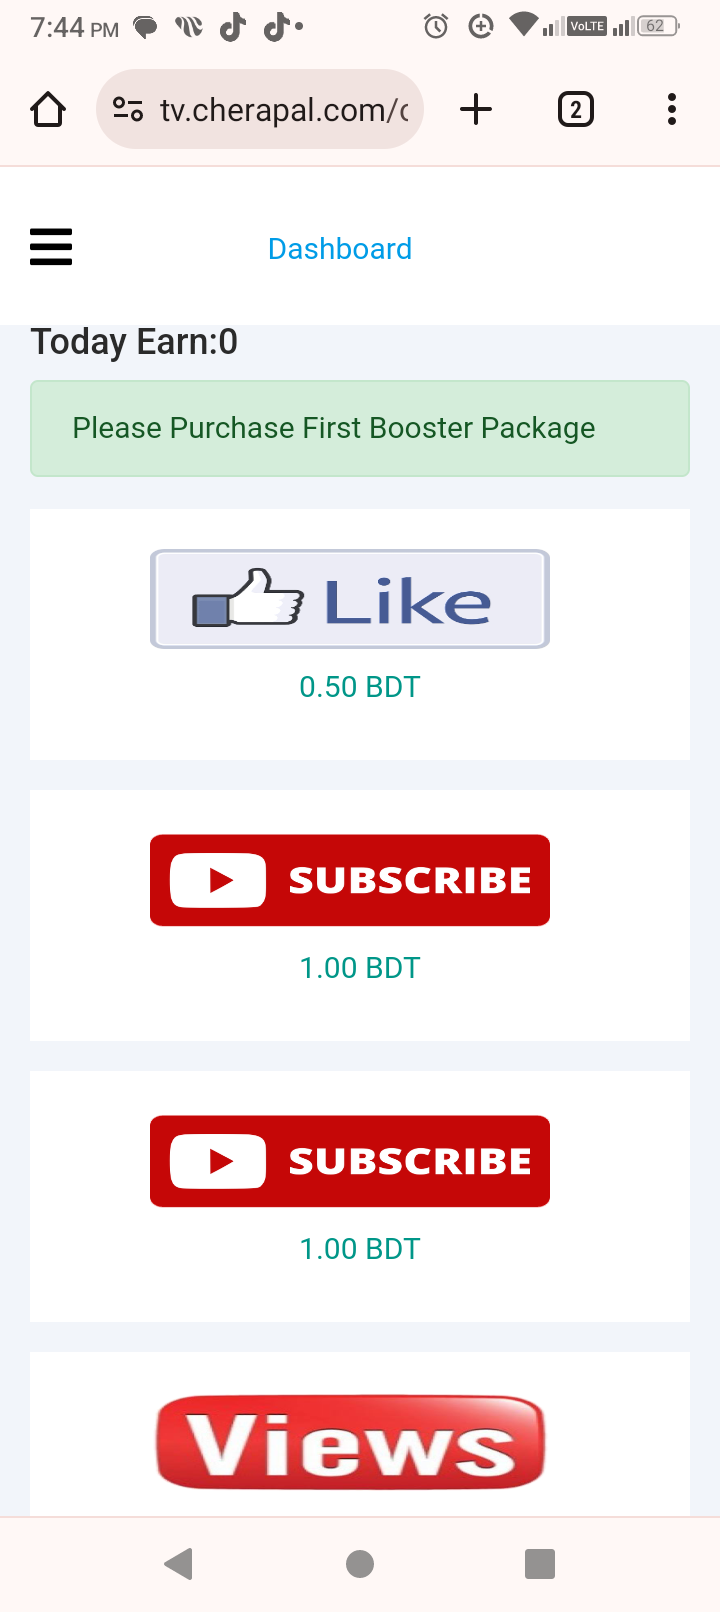 7:44 PM
VoLTE
62
tv.cherapal.com/
2
Dashboard
Today Earn:0
Please Purchase First Booster Package
Like
0.50 BDT
SUBSCRIBE
1.00 BDT
SUBSCRIBE
1.00 BDT
Views